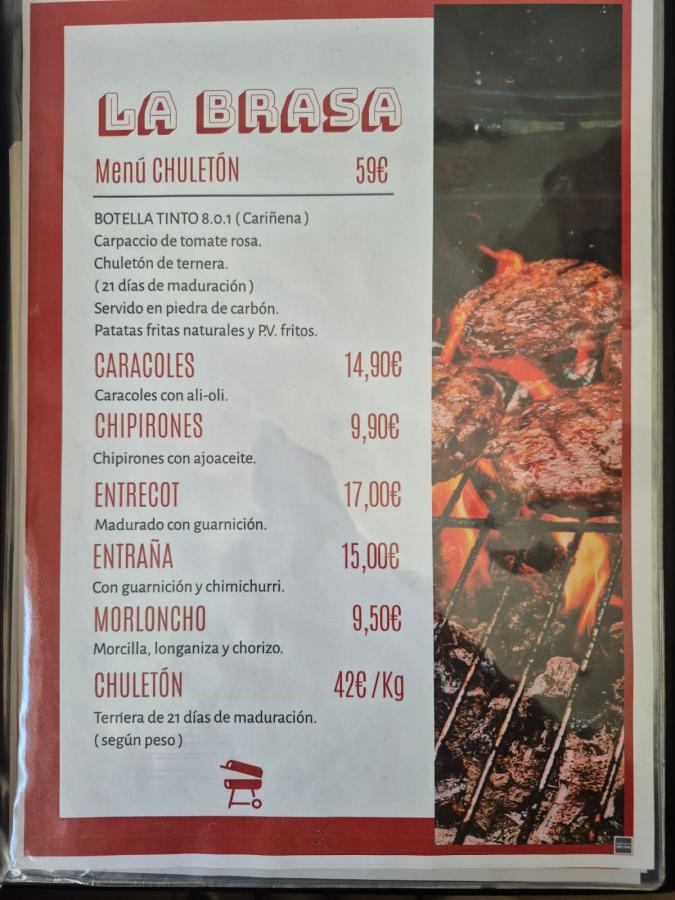 LA BRASA
Menú CHULETÓN 59€
BOTELLA TINTO 8.0.1 ( Cariñena )
Carpaccio de tomate rosa.
Chuletón de ternera.
( 21 días de maduración )
Servido en piedra de carbón.
Patatas fritas naturales y P.V. fritos.
CARACOLES 14,90€
Caracoles con ali-oli.
CHIPIRONES 9,90€
Chipirones con ajoaceite.
ENTRECOT 17,00€
Madurado con guarnición.
ENTRAÑA 15,00€
Con guarnición y chimichurri.
MORLONCHO 9,50€
Morcilla, longaniza y chorizo.
CHULETÓN 42€ /Kg
Ternera de 21 días de maduración.
( según peso )